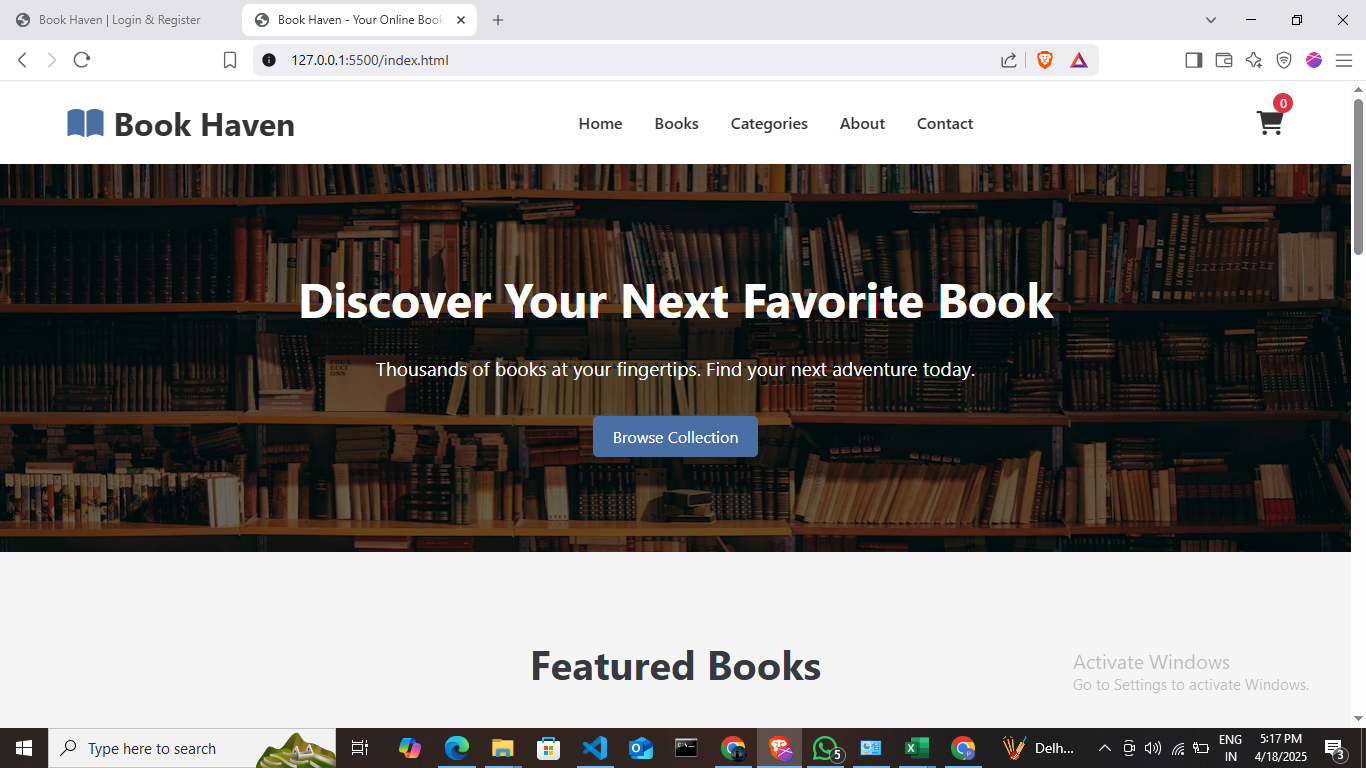 Book Haven | Login & Register
Book Haven - Your Online Book
127.0.0.1:5500/index.html
Book Haven
Home
Books
Categories
About
Contact
0
Discover Your Next Favorite Book
Thousands of books at your fingertips. Find your next adventure today.
Browse Collection
Featured Books
Activate Windows
Go to Settings to activate Windows.
Type here to search
5
Delh...
ENG
IN
5:17 PM
4/18/2025
3